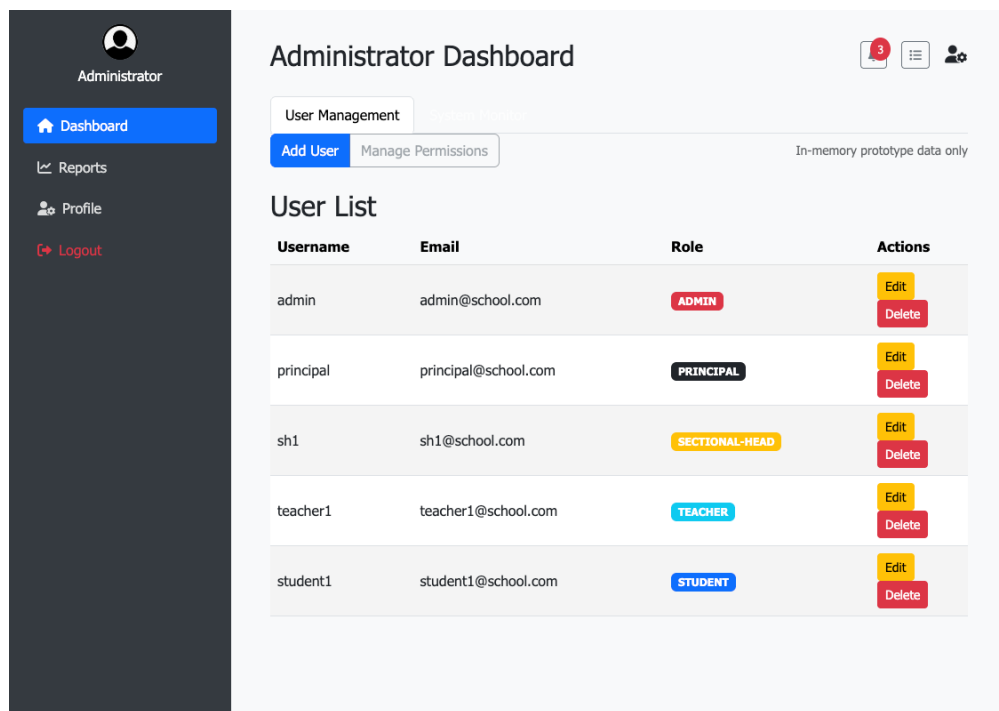 Administrator
Dashboard
Reports
Profile
Logout
Administrator Dashboard
3
User Management System Monitor
Add User Manage Permissions In-memory prototype data only
User List
Username Email Role Actions
admin admin@school.com ADMIN Edit
Delete
principal principal@school.com PRINCIPAL Edit
Delete
sh1 sh1@school.com SECTIONAL-HEAD Edit
Delete
teacher1 teacher1@school.com TEACHER Edit
Delete
student1 student1@school.com STUDENT Edit
Delete